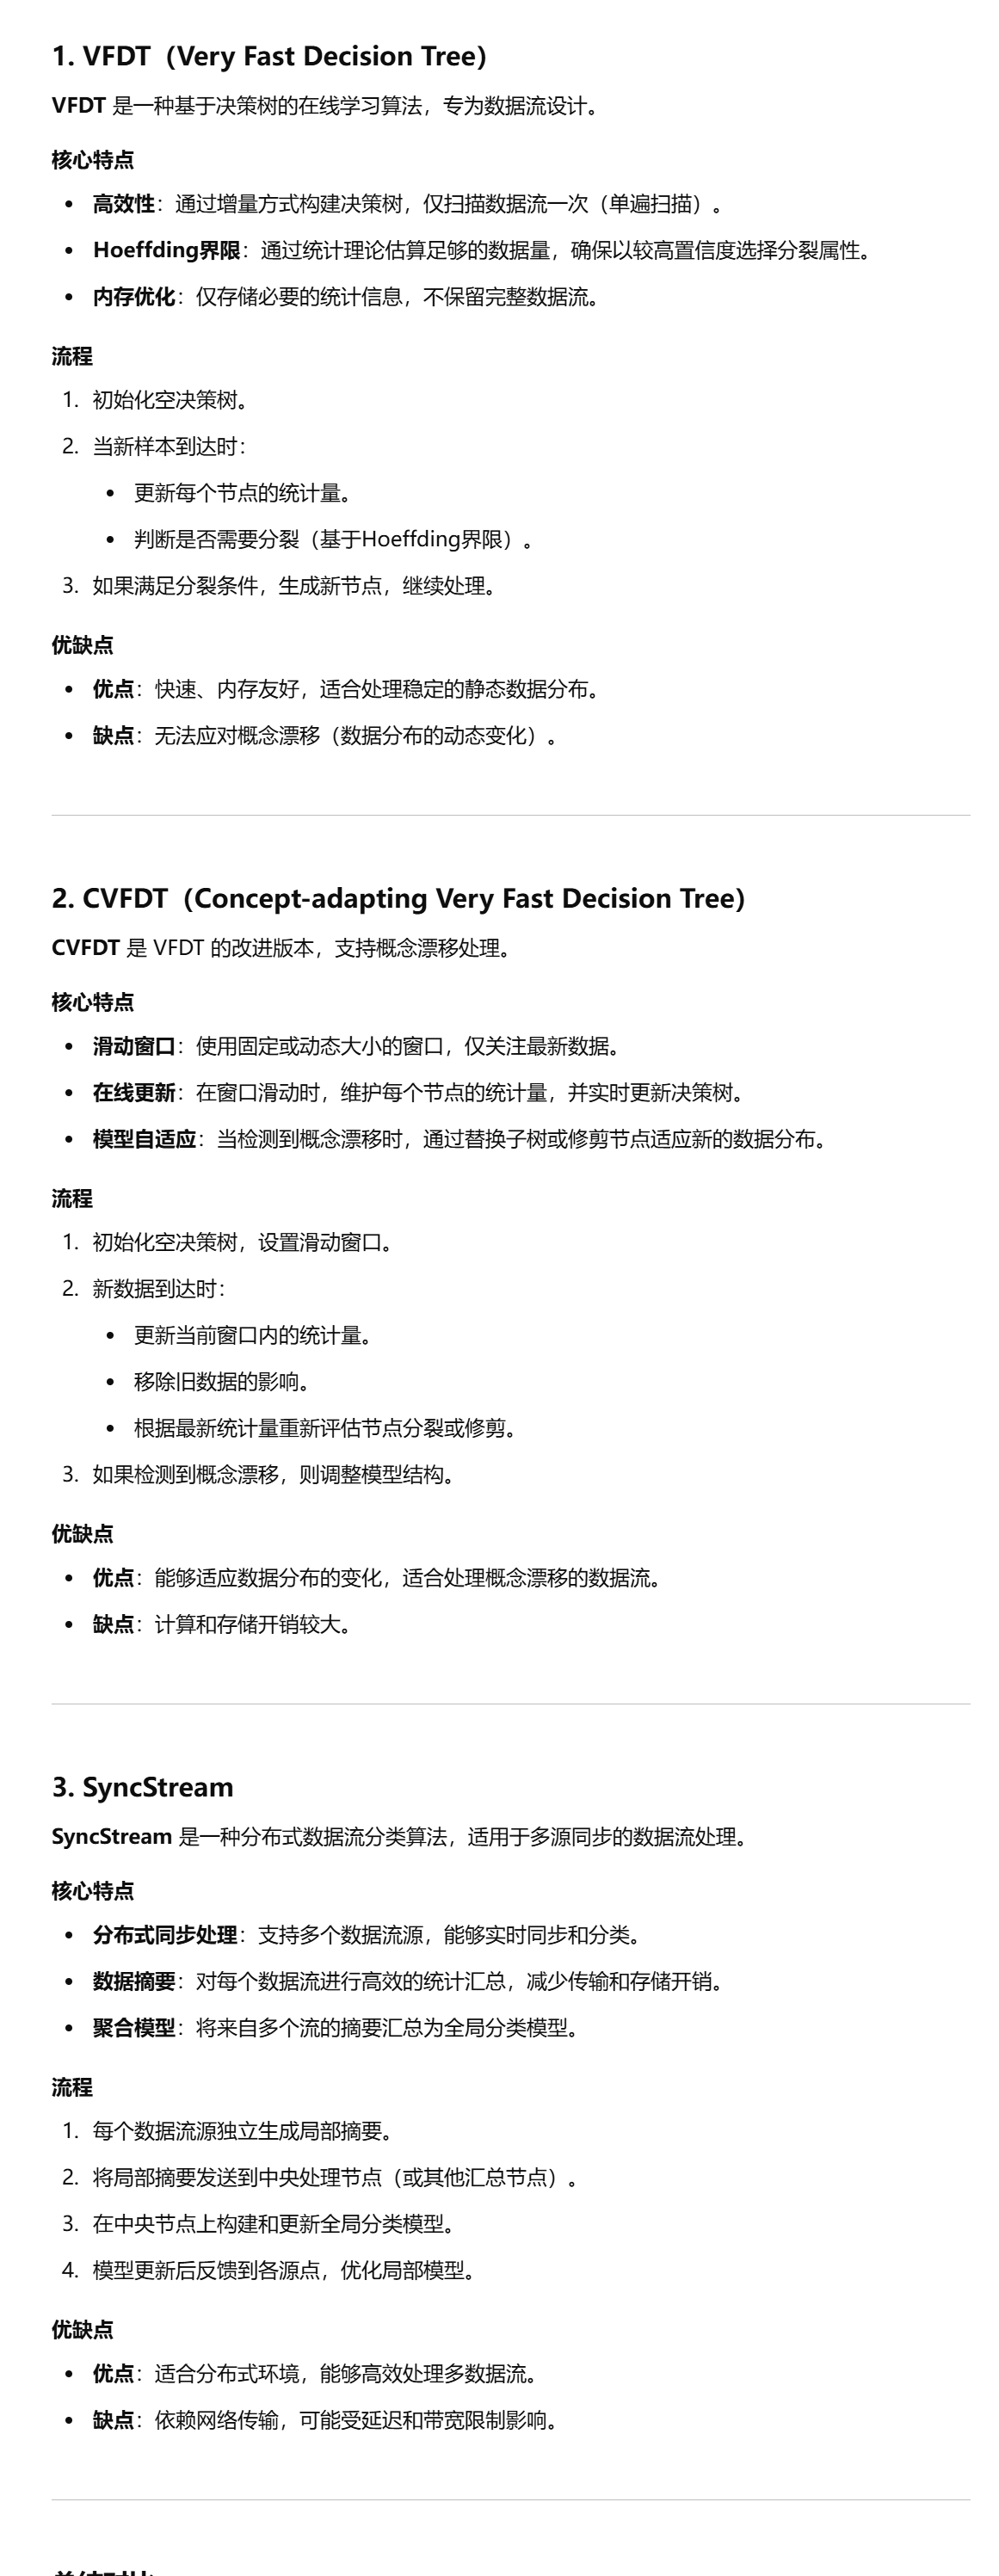 1. VFDT（Very Fast Decision Tree）
VFDT 是一种基于决策树的在线学习算法，专为数据流设计。
核心特点
• 高效性：通过增量方式构建决策树，仅扫描数据流一次（单遍扫描）。
• Hoeffding界限：通过统计理论估算足够的数据量，确保以较高置信度选择分裂属性。
• 内存优化：仅存储必要的统计信息，不保留完整数据流。
流程
1. 初始化空决策树。
2. 当新样本到达时：
• 更新每个节点的统计量。
• 判断是否需要分裂（基于Hoeffding界限）。
3. 如果满足分裂条件，生成新节点，继续处理。
优缺点
• 优点：快速、内存友好，适合处理稳定的静态数据分布。
• 缺点：无法应对概念漂移（数据分布的动态变化）。
2. CVFDT（Concept-adapting Very Fast Decision Tree）
CVFDT 是 VFDT 的改进版本，支持概念漂移处理。
核心特点
• 滑动窗口：使用固定或动态大小的窗口，仅关注最新数据。
• 在线更新：在窗口滑动时，维护每个节点的统计量，并实时更新决策树。
• 模型自适应：当检测到概念漂移时，通过替换子树或修剪节点适应新的数据分布。
流程
1. 初始化空决策树，设置滑动窗口。
2. 新数据到达时：
• 更新当前窗口内的统计量。
• 移除旧数据的影响。
• 根据最新统计量重新评估节点分裂或修剪。
3. 如果检测到概念漂移，则调整模型结构。
优缺点
• 优点：能够适应数据分布的变化，适合处理概念漂移的数据流。
• 缺点：计算和存储开销较大。
3. SyncStream
SyncStream 是一种分布式数据流分类算法，适用于多源同步的数据流处理。
核心特点
• 分布式同步处理：支持多个数据流源，能够实时同步和分类。
• 数据摘要：对每个数据流进行高效的统计汇总，减少传输和存储开销。
• 聚合模型：将来自多个流的摘要汇总为全局分类模型。
流程
1. 每个数据流源独立生成局部摘要。
2. 将局部摘要发送到中央处理节点（或其他汇总节点）。
3. 在中央节点上构建和更新全局分类模型。
4. 模型更新后反馈到各源点，优化局部模型。
优缺点
• 优点：适合分布式环境，能够高效处理多数据流。
• 缺点：依赖网络传输，可能受延迟和带宽限制影响。